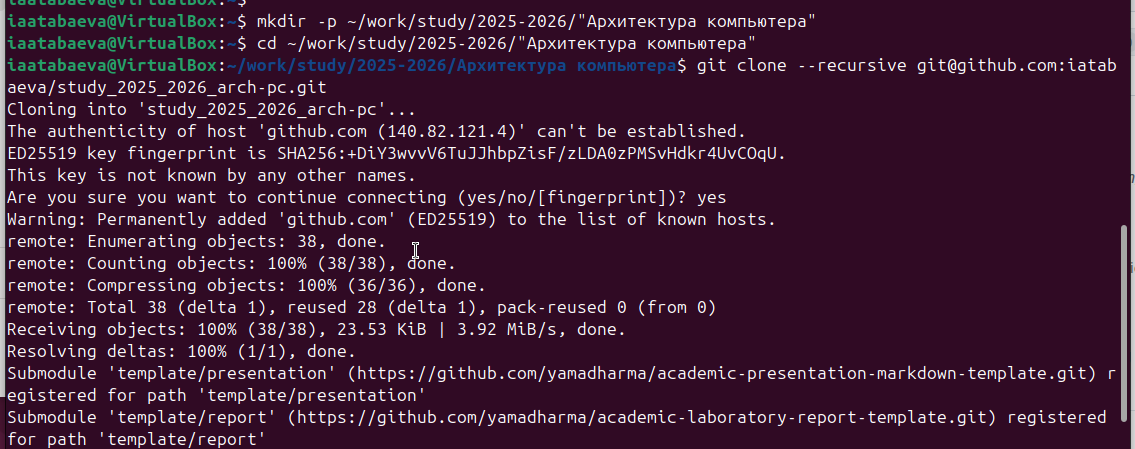 iaatabaeva@VirtualBox:~$
iaatabaeva@VirtualBox:~$ mkdir -p ~/work/study/2025-2026/"Архитектура компьютера"
iaatabaeva@VirtualBox:~$ cd ~/work/study/2025-2026/"Архитектура компьютера"
iaatabaeva@VirtualBox:~/work/study/2025-2026/Архитектура компьютера$ git clone --recursive git@github.com:iatab
aeva/study_2025_2026_arch-pc.git
Cloning into 'study_2025_2026_arch-pc'...
The authenticity of host 'github.com (140.82.121.4)' can't be established.
ED25519 key fingerprint is SHA256:+DiY3wvvV6TuJJhbpZisF/zLDA0zPMSvHdkr4UvCOqU.
This key is not known by any other names.
Are you sure you want to continue connecting (yes/no/[fingerprint])? yes
Warning: Permanently added 'github.com' (ED25519) to the list of known hosts.
remote: Enumerating objects: 38, done.
remote: Counting objects: 100% (38/38), done.
remote: Compressing objects: 100% (36/36), done.
remote: Total 38 (delta 1), reused 28 (delta 1), pack-reused 0 (from 0)
Receiving objects: 100% (38/38), 23.53 KiB | 3.92 MiB/s, done.
Resolving deltas: 100% (1/1), done.
Submodule 'template/presentation' (https://github.com/yamadharma/academic-presentation-markdown-template.git) r
egistered for path 'template/presentation'
Submodule 'template/report' (https://github.com/yamadharma/academic-laboratory-report-template.git) registered
for path 'template/report'